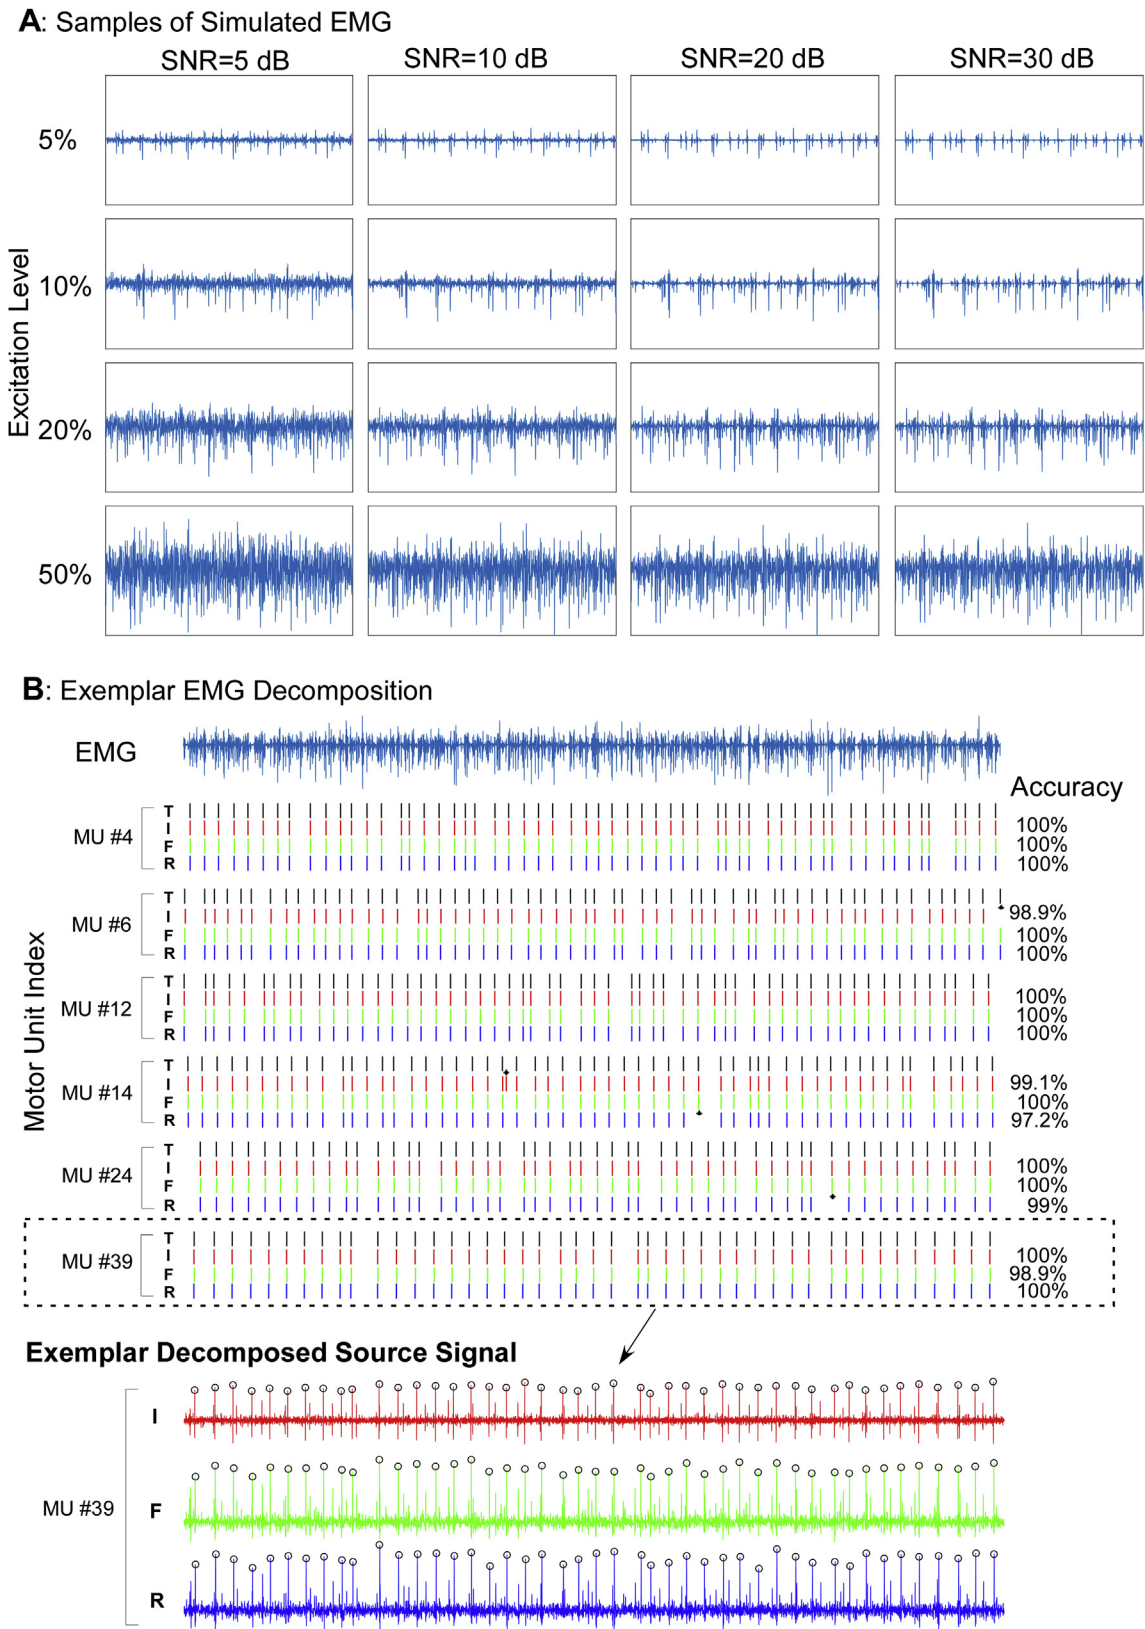 A: Samples of Simulated EMG
SNR=5 dB SNR=10 dB SNR=20 dB SNR=30 dB
Excitation Level
5%
10%
20%
50%
B: Exemplar EMG Decomposition
EMG
Accuracy
Motor Unit Index
MU #4
T
I 100%
F 100%
R 100%
MU #6
T
I 98.9%
F 100%
R 100%
MU #12
T
I 100%
F 100%
R 100%
MU #14
T
I 99.1%
F 100%
R 97.2%
MU #24
T
I 100%
F 100%
R 99%
MU #39
T
I 100%
F 98.9%
R 100%
Exemplar Decomposed Source Signal
MU #39
I
F
R